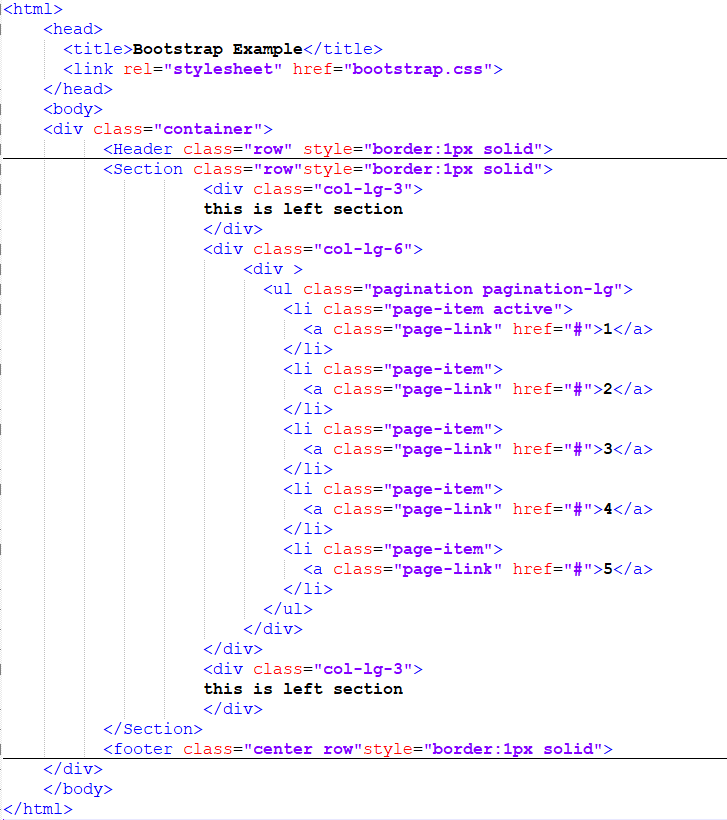 <html>
<head>
<title>Bootstrap Example</title>
<link rel="stylesheet" href="bootstrap.css">
</head>
<body>
<div class="container">
<Header class="row" style="border:1px solid">
<Section class="row"style="border:1px solid">
<div class="col-lg-3">
this is left section
</div>
<div class="col-lg-6">
<div >
<ul class="pagination pagination-lg">
<li class="page-item active">
<a class="page-link" href="#">1</a>
</li>
<li class="page-item">
<a class="page-link" href="#">2</a>
</li>
<li class="page-item">
<a class="page-link" href="#">3</a>
</li>
<li class="page-item">
<a class="page-link" href="#">4</a>
</li>
<li class="page-item">
<a class="page-link" href="#">5</a>
</li>
</ul>
</div>
</div>
<div class="col-lg-3">
this is left section
</div>
</Section>
<footer class="center row"style="border:1px solid">
</div>
</body>
</html>